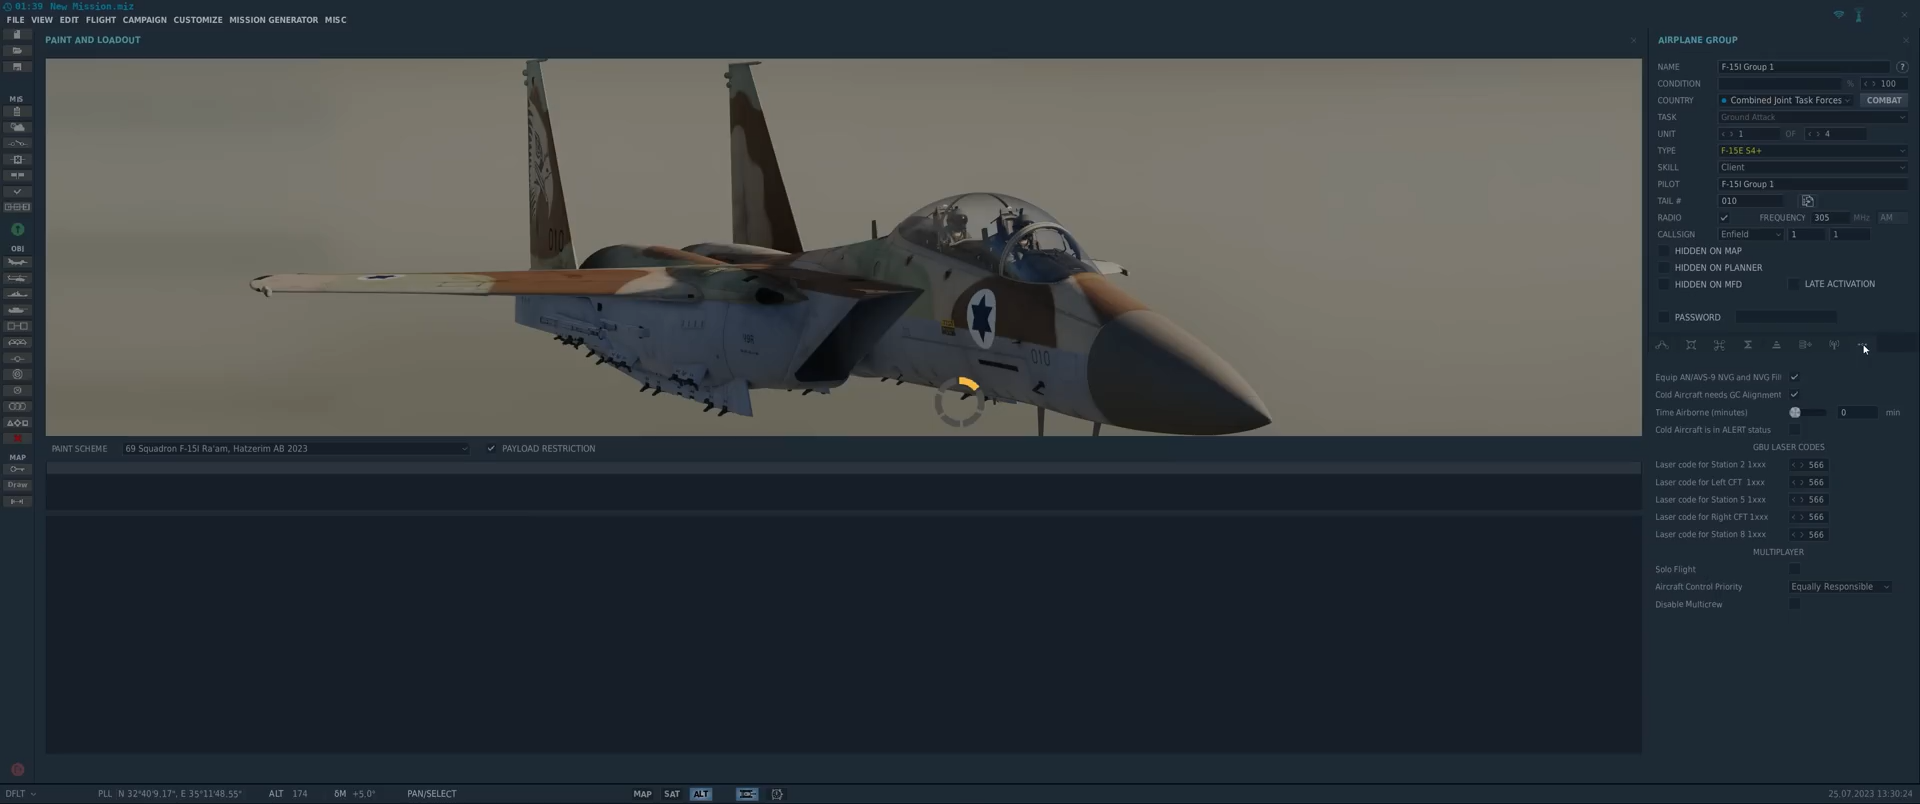 01:39 New Mission.miz
FILE VIEW EDIT FLIGHT CAMPAIGN CUSTOMIZE MISSION GENERATOR MISC
PAINT AND LOADOUT
AIRPLANE GROUP
NAME F-15I Group 1 ?
CONDITION % < > 100
COUNTRY Combined Joint Task Forces COMBAT
TASK Ground Attack
UNIT < > 1 OF < > 4
TYPE F-15E S4+
SKILL Client
PILOT F-15I Group 1
TAIL # 010
RADIO FREQUENCY 305 MHz AM
CALLSIGN Enfield 1 1
HIDDEN ON MAP
HIDDEN ON PLANNER
HIDDEN ON MFD LATE ACTIVATION
PASSWORD
MIS
OBJ
MAP
Draw
010
010
Equip AN/AVS-9 NVG and NVG Fill
Cold Aircraft needs GC Alignment
Time Airborne (minutes) 0 min
Cold Aircraft is in ALERT status
GBU LASER CODES
Laser code for Station 2 1xxx < > 566
Laser code for Left CFT 1xxx < > 566
Laser code for Station 5 1xxx < > 566
Laser code for Right CFT 1xxx < > 566
Laser code for Station 8 1xxx < > 566
MULTIPLAYER
Solo Flight
Aircraft Control Priority Equally Responsible
Disable Multicrew
PAINT SCHEME 69 Squadron F-15I Ra'am, Hatzerim AB 2023 PAYLOAD RESTRICTION
DFLT PLL N 32°40'9.17", E 35°11'48.55" ALT 174 δM +5.0° PAN/SELECT MAP SAT ALT 25.07.2023 13:30:24